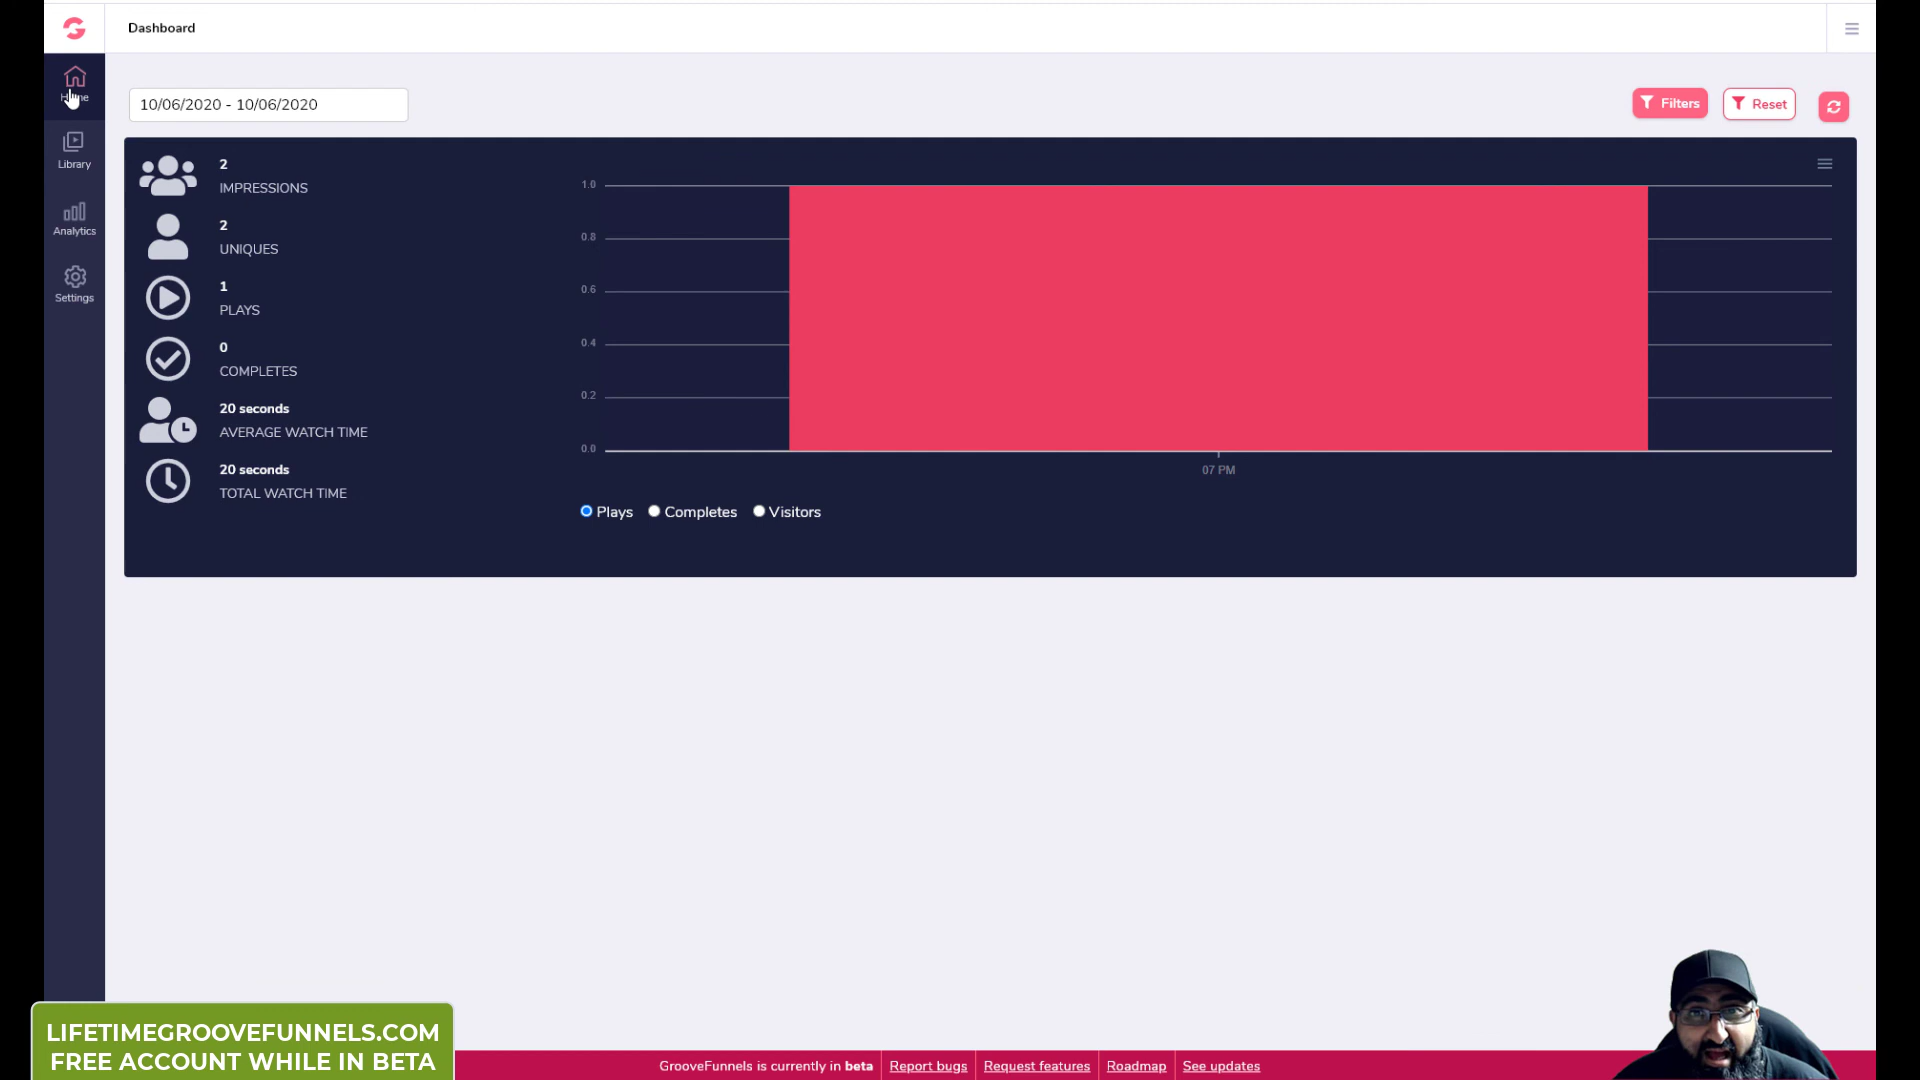 Dashboard
Home
Library
Analytics
Settings
10/06/2020 - 10/06/2020
Filters
Reset
2
IMPRESSIONS
2
UNIQUES
1
PLAYS
0
COMPLETES
20 seconds
AVERAGE WATCH TIME
20 seconds
TOTAL WATCH TIME
1.0
0.8
0.6
0.4
0.2
0.0
07 PM
Plays Completes Visitors
LIFETIMEGROOVEFUNNELS.COM
FREE ACCOUNT WHILE IN BETA
GrooveFunnels is currently in beta Report bugs Request features Roadmap See updates